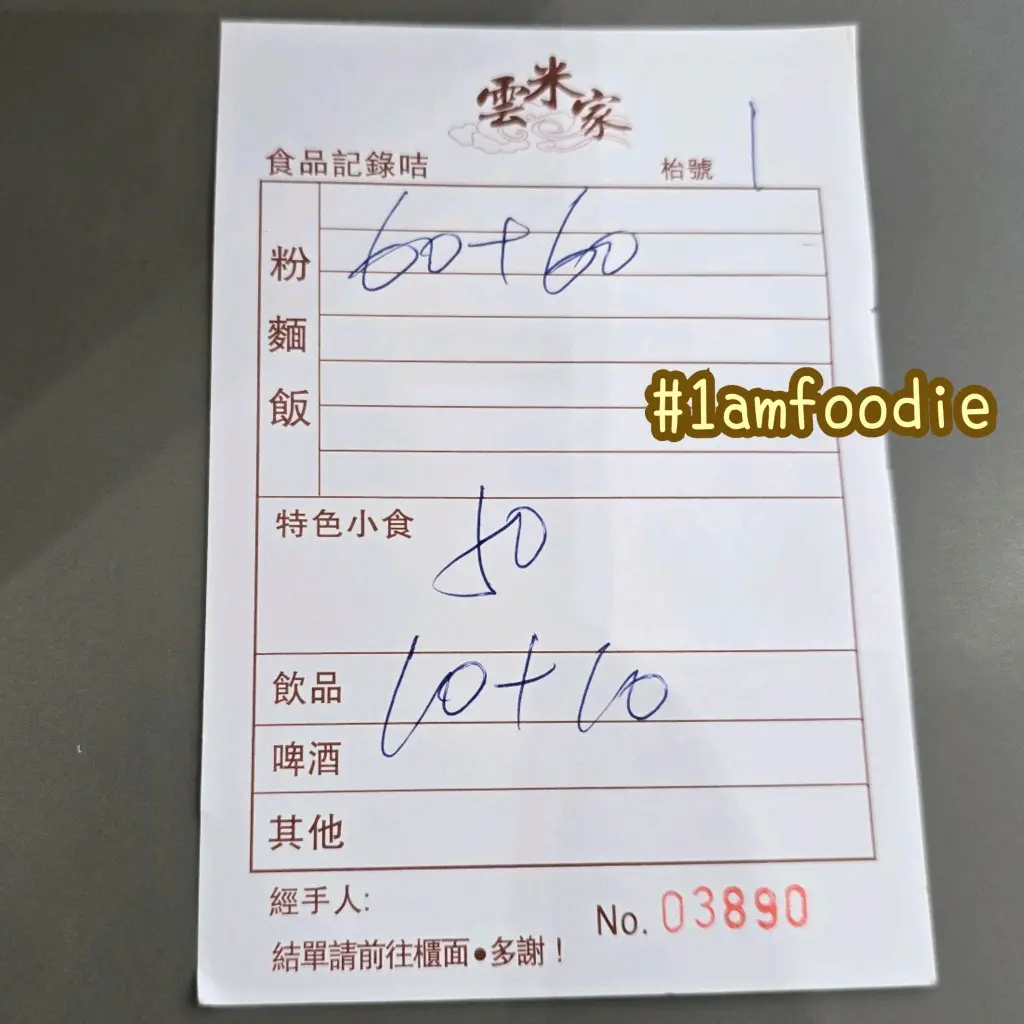 雲米家
食品記錄咭 枱號 1
粉麵飯
60+60
#1amfoodie
特色小食 50
飲品 10+10
啤酒
其他
經手人:
No. 03890
結單請前往櫃面●多謝！